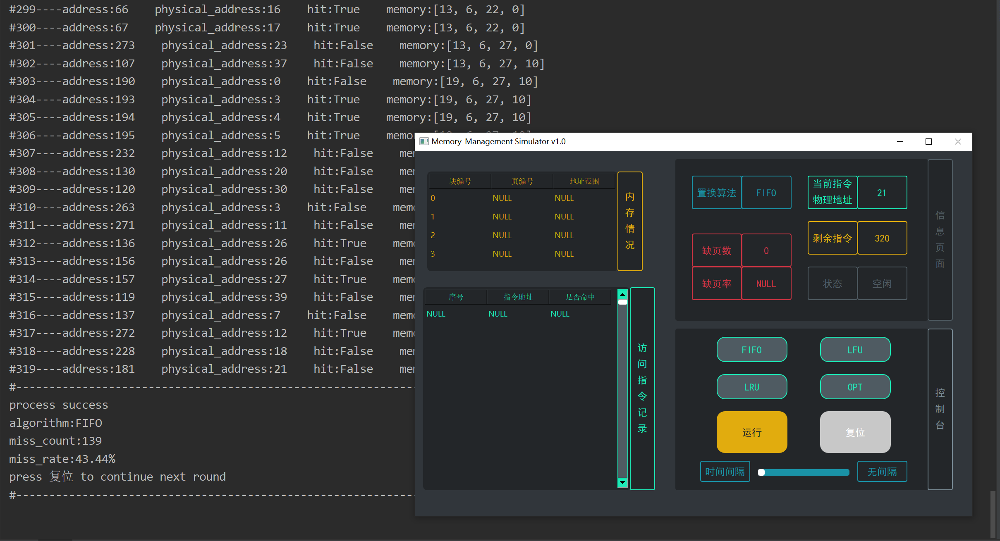 #299----address:66    physical_address:16    hit:True    memory:[13, 6, 22, 0]
#300----address:67    physical_address:17    hit:True    memory:[13, 6, 22, 0]
#301----address:273    physical_address:23    hit:False    memory:[13, 6, 27, 0]
#302----address:107    physical_address:37    hit:False    memory:[13, 6, 27, 10]
#303----address:190    physical_address:0    hit:False    memory:[19, 6, 27, 10]
#304----address:193    physical_address:3    hit:True    memory:[19, 6, 27, 10]
#305----address:194    physical_address:4    hit:True    memory:[19, 6, 27, 10]
#306----address:195    physical_address:5    hit:True    memo
#307----address:232    physical_address:12    hit:False    me
#308----address:130    physical_address:20    hit:False    me
#309----address:120    physical_address:30    hit:False    me
#310----address:263    physical_address:3    hit:False    mem
#311----address:271    physical_address:11    hit:False    me
#312----address:136    physical_address:26    hit:True    mem
#313----address:156    physical_address:26    hit:False    me
#314----address:157    physical_address:27    hit:True    mem
#315----address:119    physical_address:39    hit:False    me
#316----address:137    physical_address:7    hit:False    mem
#317----address:272    physical_address:12    hit:True    mem
#318----address:228    physical_address:18    hit:False    me
#319----address:181    physical_address:21    hit:False    me
#-------------------------------------------------------------
process success
algorithm:FIFO
miss_count:139
miss_rate:43.44%
press 复位 to continue next round
#-------------------------------------------------------------
Memory-Management Simulator v1.0
块编号 页编号 地址范围
0 NULL NULL
1 NULL NULL
2 NULL NULL
3 NULL NULL
内存情况
序号 指令地址 是否命中
NULL NULL NULL
访问指令记录
置换算法 FIFO
当前指令
物理地址
21
剩余指令 320
缺页数 0
缺页率 NULL
状态 空闲
信息页面
FIFO LFU
LRU OPT
运行 复位
时间间隔 无间隔
控制台